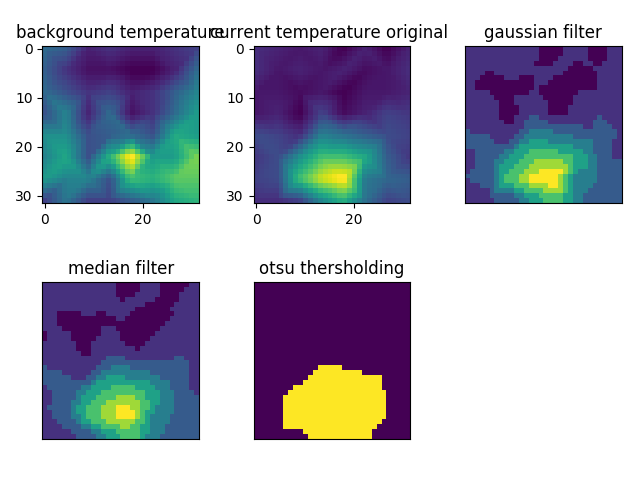 background temperature
current temperature original
gaussian filter
0
10
20
30
0
20
0
10
20
30
0
20
median filter
otsu thersholding